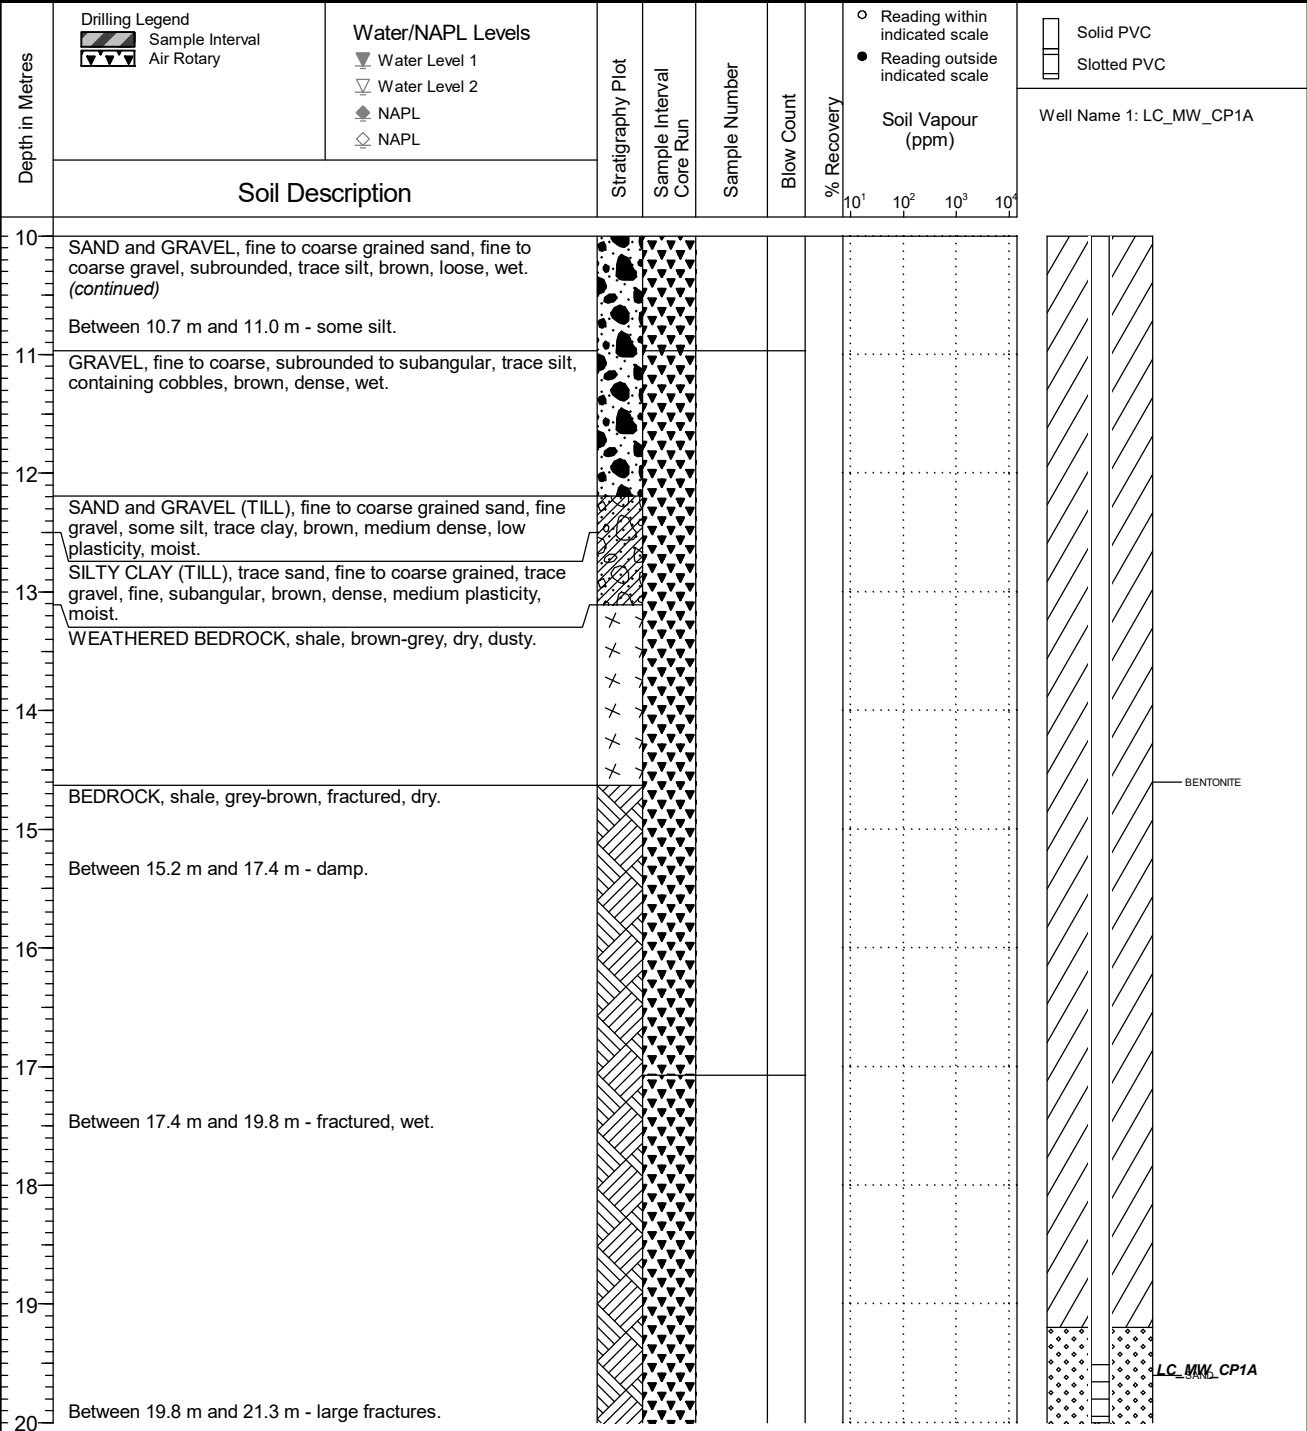 Drilling Legend
Sample Interval
Air Rotary
Water/NAPL Levels
Water Level 1
Water Level 2
NAPL
NAPL
Depth in Metres
Soil Description
Stratigraphy Plot
Sample Interval
Core Run
Sample Number
Blow Count
% Recovery
Reading within
indicated scale
Reading outside
indicated scale
Soil Vapour
(ppm)
10¹ 10² 10³ 10⁴
Solid PVC
Slotted PVC
Well Name 1: LC_MW_CP1A
10
SAND and GRAVEL, fine to coarse grained sand, fine to
coarse gravel, subrounded, trace silt, brown, loose, wet.
(continued)
Between 10.7 m and 11.0 m - some silt.
11
GRAVEL, fine to coarse, subrounded to subangular, trace silt,
containing cobbles, brown, dense, wet.
12
SAND and GRAVEL (TILL), fine to coarse grained sand, fine
gravel, some silt, trace clay, brown, medium dense, low
plasticity, moist.
SILTY CLAY (TILL), trace sand, fine to coarse grained, trace
13
gravel, fine, subangular, brown, dense, medium plasticity,
moist.
WEATHERED BEDROCK, shale, brown-grey, dry, dusty.
14
BENTONITE
BEDROCK, shale, grey-brown, fractured, dry.
15
Between 15.2 m and 17.4 m - damp.
16
17
Between 17.4 m and 19.8 m - fractured, wet.
18
19
LC_MW_CP1A
SAND
Between 19.8 m and 21.3 m - large fractures.
20